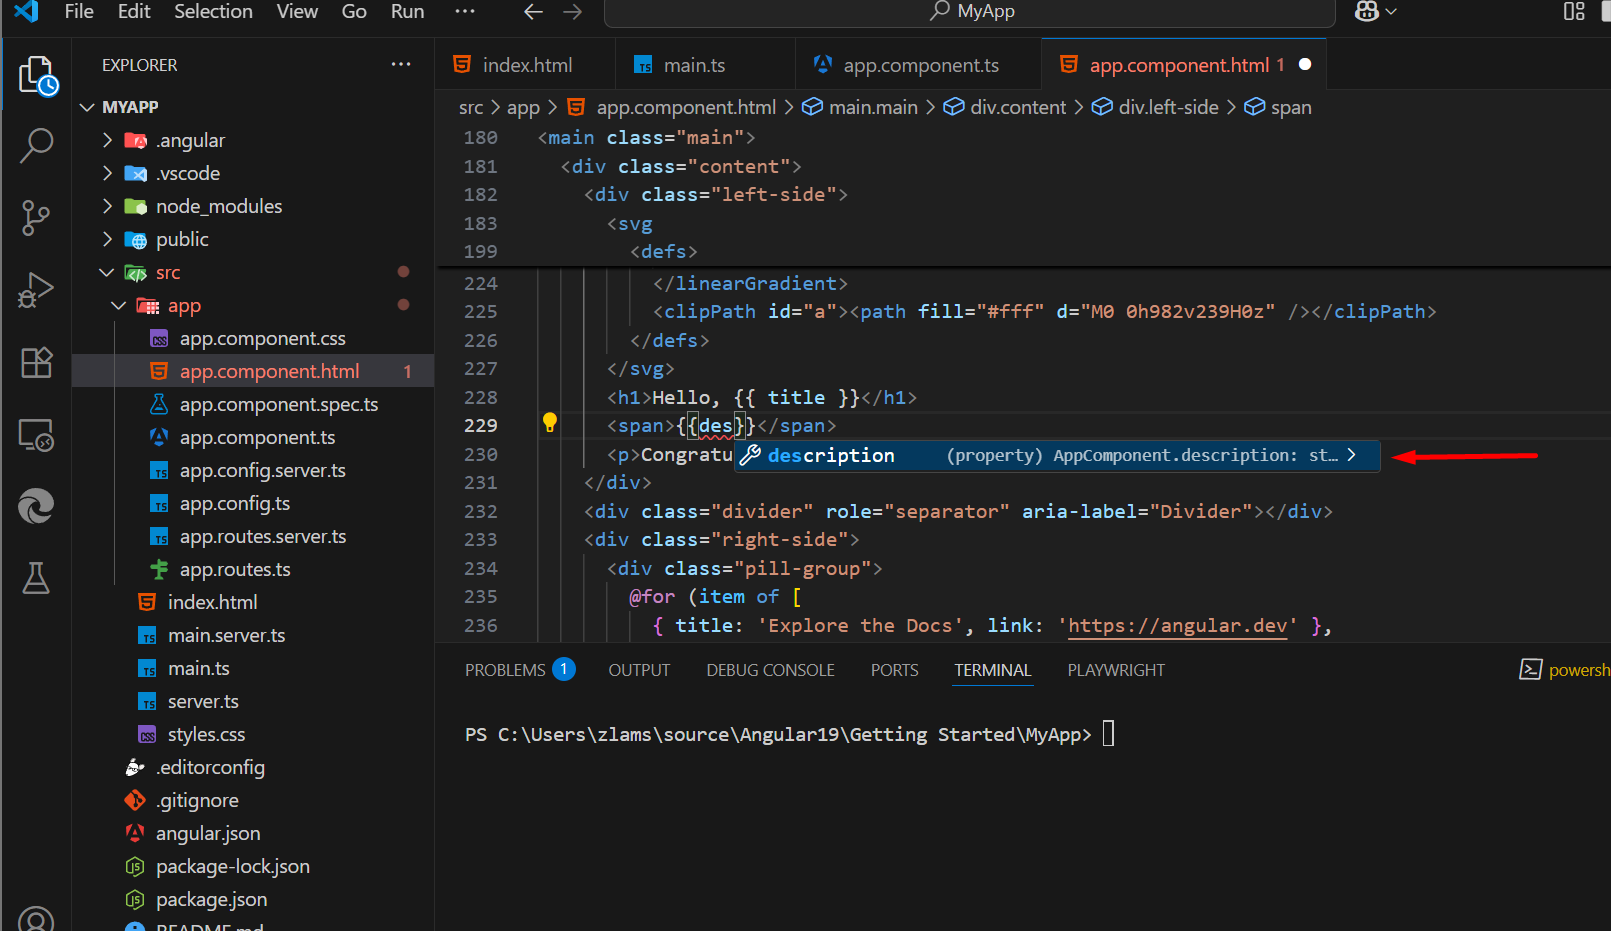 File Edit Selection View Go Run ··· MyApp
EXPLORER ···
MYAPP
.angular
.vscode
node_modules
public
src
app
app.component.css
app.component.html 1
app.component.spec.ts
app.component.ts
app.config.server.ts
app.config.ts
app.routes.server.ts
app.routes.ts
index.html
main.server.ts
main.ts
server.ts
styles.css
.editorconfig
.gitignore
angular.json
package-lock.json
package.json
README.md
index.html main.ts app.component.ts app.component.html 1
src > app > app.component.html > main.main > div.content > div.left-side > span
180 <main class="main">
181 <div class="content">
182 <div class="left-side">
183 <svg
199 <defs>
224 </linearGradient>
225 <clipPath id="a"><path fill="#fff" d="M0 0h982v239H0z" /></clipPath>
226 </defs>
227 </svg>
228 <h1>Hello, {{ title }}</h1>
229 <span>{{des}}</span>
230 <p>Congratu
description (property) AppComponent.description: st… >
231 </div>
232 <div class="divider" role="separator" aria-label="Divider"></div>
233 <div class="right-side">
234 <div class="pill-group">
235 @for (item of [
236 { title: 'Explore the Docs', link: 'https://angular.dev' },
PROBLEMS 1 OUTPUT DEBUG CONSOLE PORTS TERMINAL PLAYWRIGHT powersh
PS C:\Users\zlams\source\Angular19\Getting Started\MyApp>